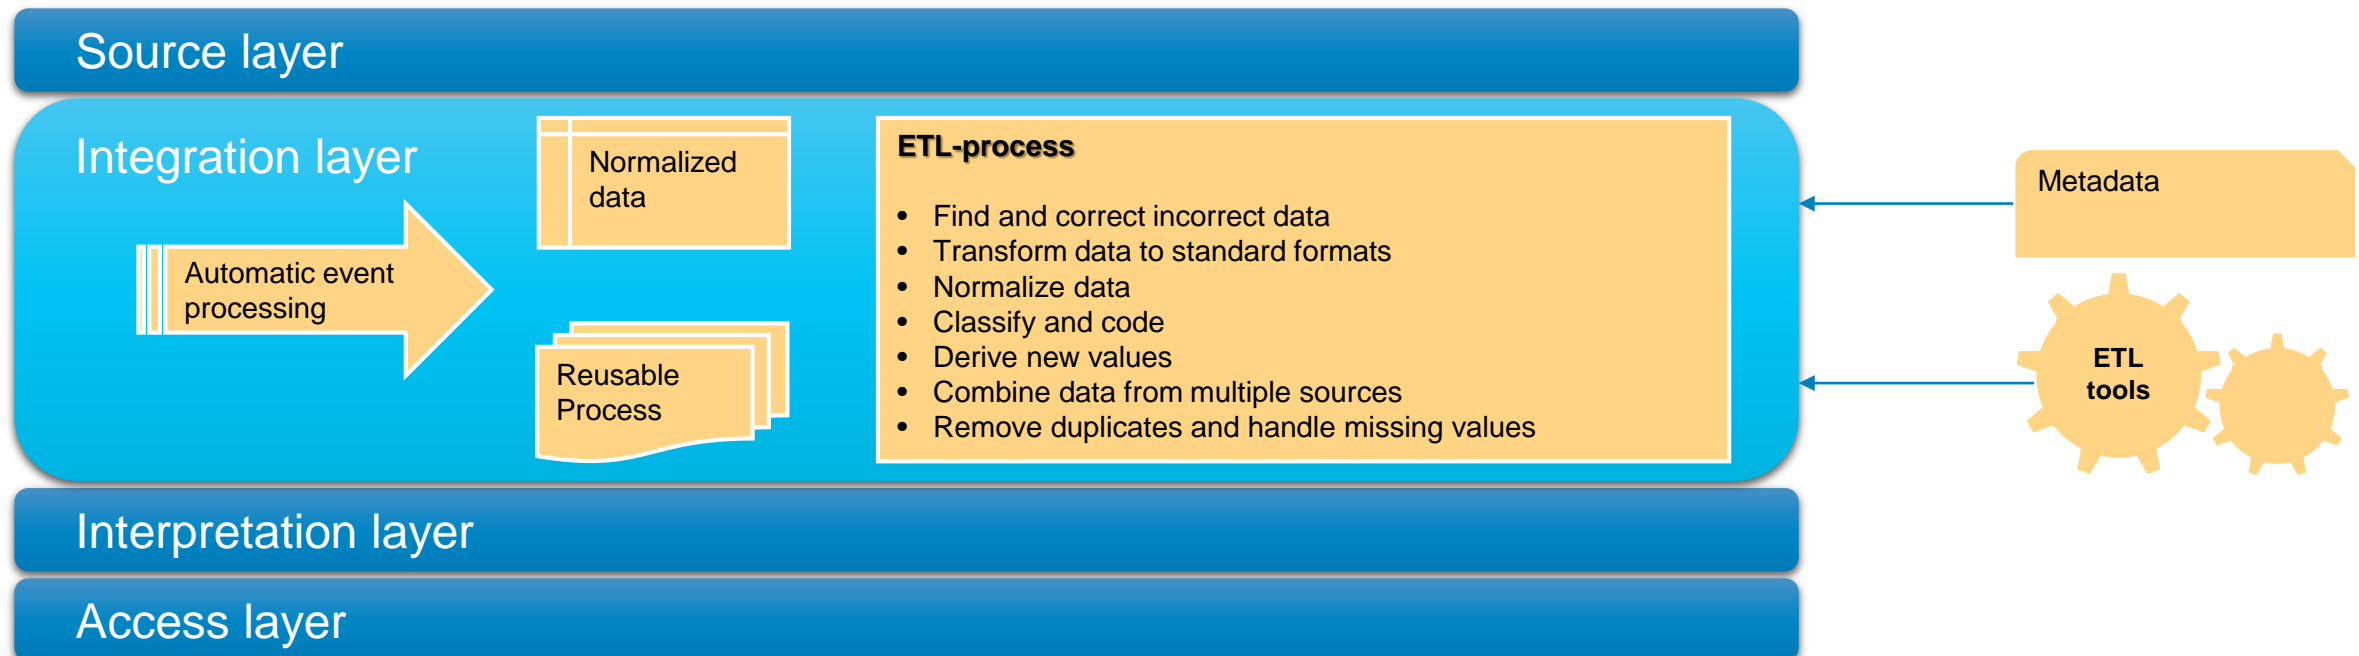 Source layer
Integration layer
Automatic event
processing
Normalized
data
Reusable
Process
ETL-process
• Find and correct incorrect data
• Transform data to standard formats
• Normalize data
• Classify and code
• Derive new values
• Combine data from multiple sources
• Remove duplicates and handle missing values
Metadata
ETL
tools
Interpretation layer
Access layer